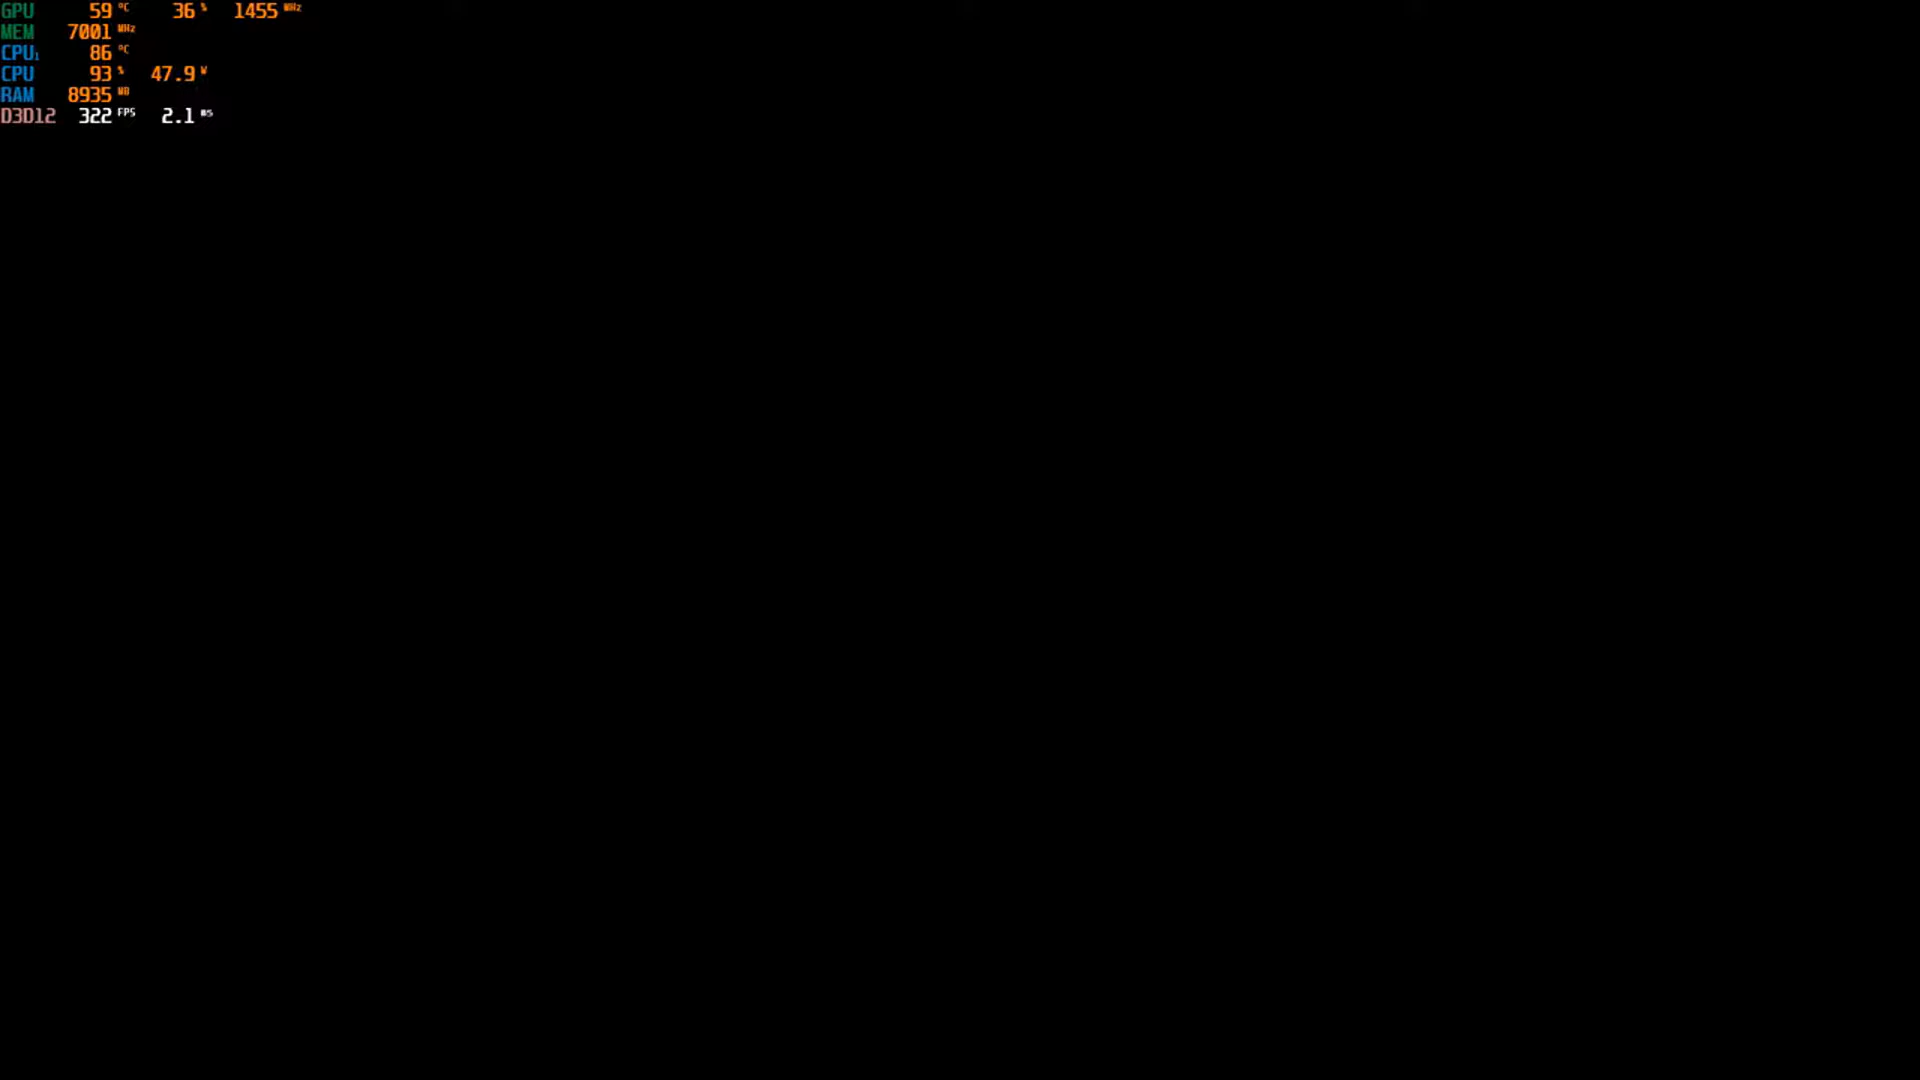 GPU 59 °C 36 % 1455 MHz
MEM 7001 MHz
CPU1 86 °C
CPU 93 % 47.9 W
RAM 8935 MB
D3D12 322 FPS 2.1 ms